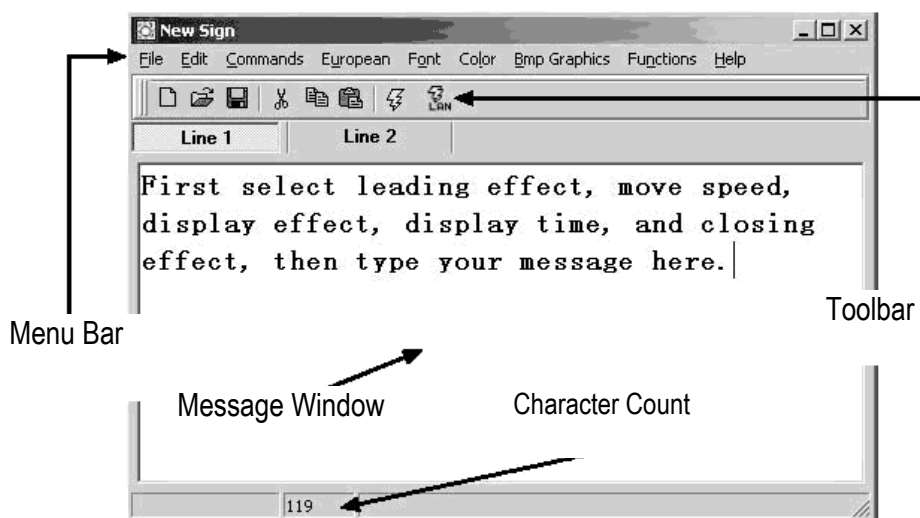 New Sign
File Edit Commands European Font Color Bmp Graphics Functions Help
LAN
Line 1 Line 2
First select leading effect, move speed,
display effect, display time, and closing
effect, then type your message here.
Toolbar
Menu Bar
Message Window Character Count
119